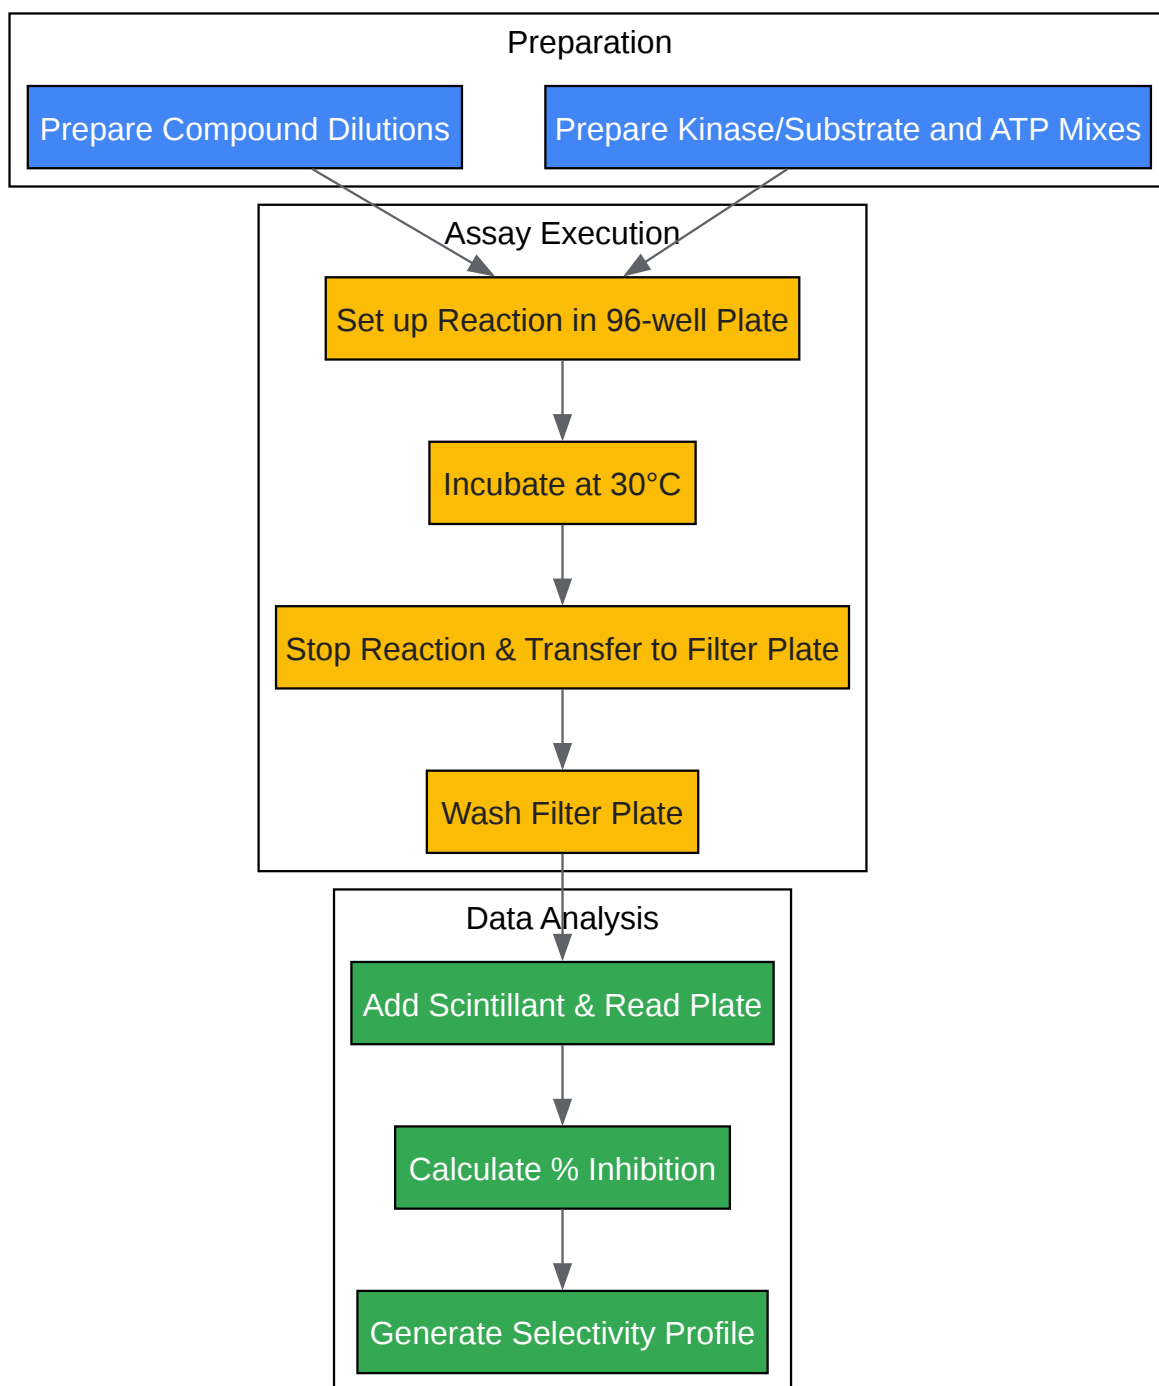 Preparation
Prepare Compound Dilutions
Prepare Kinase/Substrate and ATP Mixes
Assay Execution
Set up Reaction in 96-well Plate
Incubate at 30°C
Stop Reaction & Transfer to Filter Plate
Wash Filter Plate
Data Analysis
Add Scintillant & Read Plate
Calculate % Inhibition
Generate Selectivity Profile